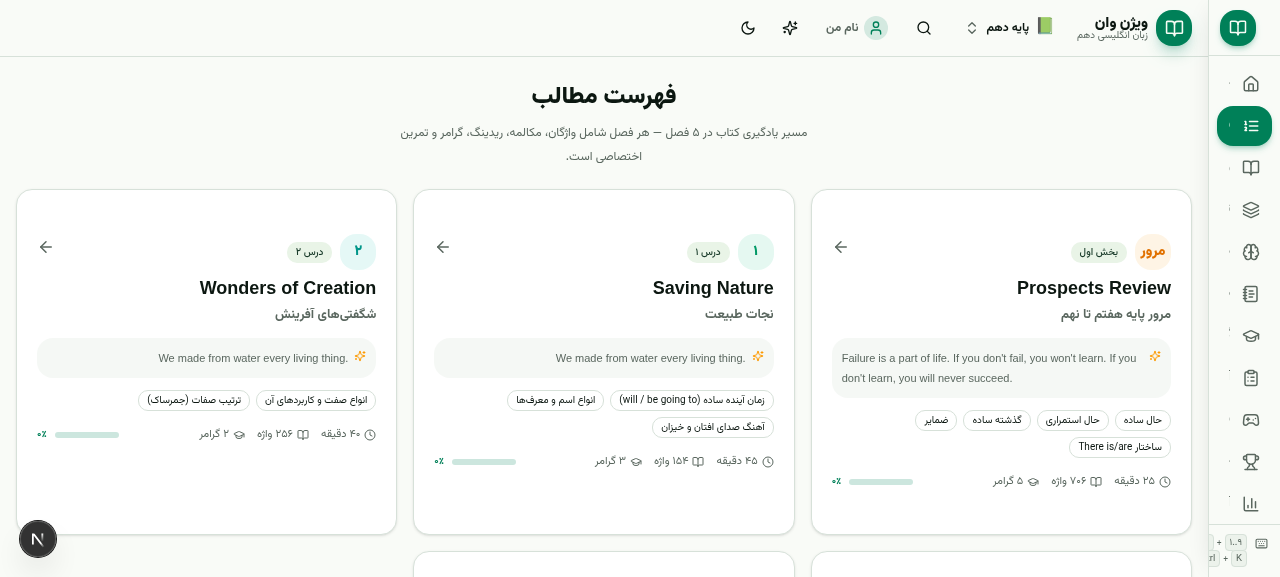 ویژن وان
زبان انگلیسی دهم
پایه دهم
نام من
فهرست مطالب
مسیر یادگیری کتاب در ۵ فصل — هر فصل شامل واژگان، مکالمه، ریدینگ، گرامر و تمرین
اختصاصی است.
مرور
بخش اول
Prospects Review
مرور پایه هفتم تا نهم
Failure is a part of life. If you don't fail, you won't learn. If you
don't learn, you will never succeed.
حال ساده
حال استمراری
گذشته ساده
ضمایر
ساختار There is/are
۲۵ دقیقه
۷۰۶ واژه
۵ گرامر
۰٪
۱
درس ۱
Saving Nature
نجات طبیعت
We made from water every living thing.
زمان آینده ساده (will / be going to)
انواع اسم و معرف‌ها
آهنگ صدای افتان و خیزان
۴۵ دقیقه
۱۵۴ واژه
۳ گرامر
۰٪
۲
درس ۲
Wonders of Creation
شگفتی‌های آفرینش
We made from water every living thing.
انواع صفت و کاربردهای آن
ترتیب صفات (جمرساک)
۴۰ دقیقه
۲۵۶ واژه
۲ گرامر
۰٪
۱..۹ +
K +
N